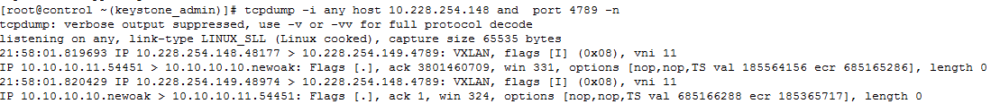 [root@control ~(keystone_admin)]# tcpdump -i any host 10.228.254.148 and  port 4789 -n
tcpdump: verbose output suppressed, use -v or -vv for full protocol decode
listening on any, link-type LINUX_SLL (Linux cooked), capture size 65535 bytes
21:58:01.819693 IP 10.228.254.148.48177 > 10.228.254.149.4789: VXLAN, flags [I] (0x08), vni 11
IP 10.10.10.11.54451 > 10.10.10.10.newoak: Flags [.], ack 3801460709, win 331, options [nop,nop,TS val 185564156 ecr 685165286], length 0
21:58:01.820429 IP 10.228.254.149.48974 > 10.228.254.148.4789: VXLAN, flags [I] (0x08), vni 11
IP 10.10.10.10.newoak > 10.10.10.11.54451: Flags [.], ack 1, win 324, options [nop,nop,TS val 685166288 ecr 185365717], length 0